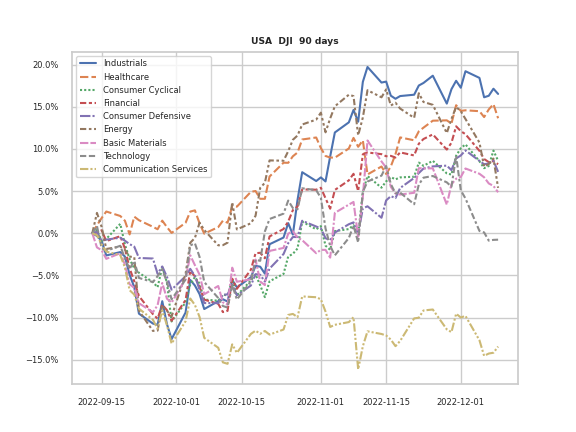 USA DJI 90 days
20.0%
15.0%
10.0%
5.0%
0.0%
−5.0%
−10.0%
−15.0%
Industrials
Healthcare
Consumer Cyclical
Financial
Consumer Defensive
Energy
Basic Materials
Technology
Communication Services
2022-09-15
2022-10-01
2022-10-15
2022-11-01
2022-11-15
2022-12-01